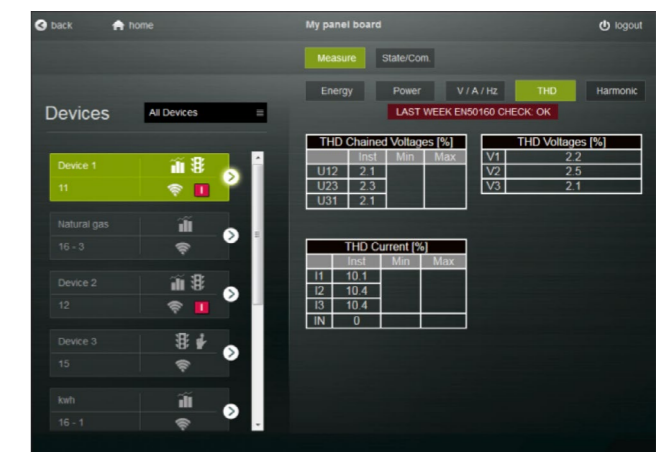 back home My panel board logout
Measure State/Com.
Energy Power V / A / Hz THD Harmonic
LAST WEEK EN50160 CHECK: OK
Devices All Devices
Device 1
11 I
Natural gas
16 - 3
Device 2
12 I
Device 3
15
kwh
16 - 1
THD Chained Voltages [%]
Inst Min Max
U12 2.1
U23 2.3
U31 2.1
THD Voltages [%]
V1 2.2
V2 2.5
V3 2.1
THD Current [%]
Inst Min Max
I1 10.1
I2 10.4
I3 10.4
IN 0